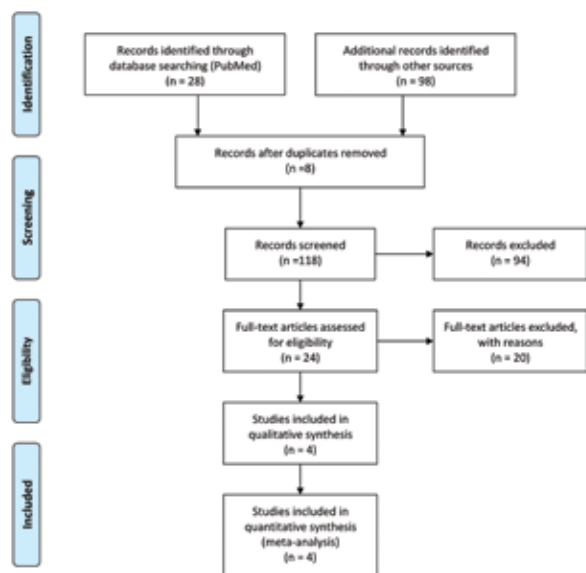 Identification
Records identified through
database searching (PubMed)
(n = 28)
Additional records identified
through other sources
(n = 98)
Records after duplicates removed
(n =8)
Screening
Records screened
(n =118)
Records excluded
(n = 94)
Eligibility
Full-text articles assessed
for eligibility
(n = 24)
Full-text articles excluded,
with reasons
(n = 20)
Studies included in
qualitative synthesis
(n = 4)
Included
Studies included in
quantitative synthesis
(meta-analysis)
(n = 4)